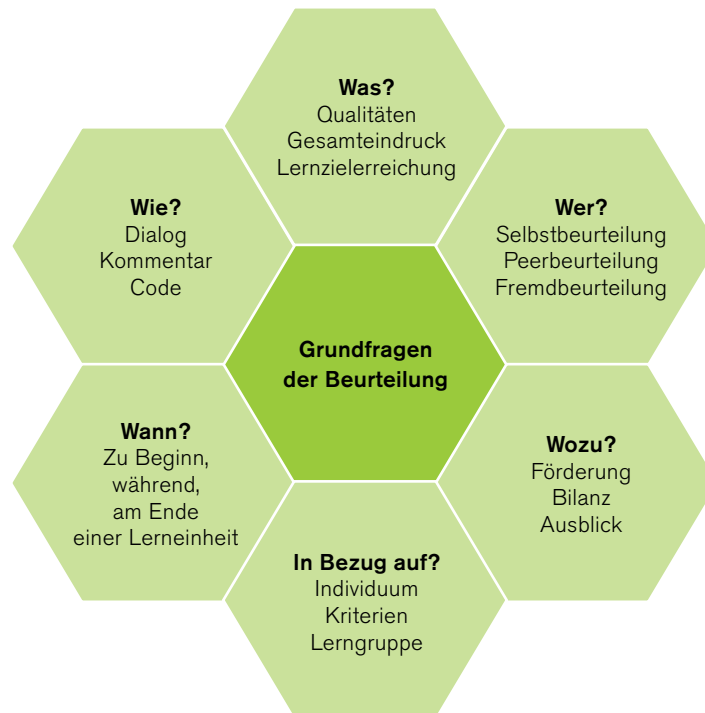 Was?
Qualitäten
Gesamteindruck
Lernzielerreichung
Wie?
Dialog
Kommentar
Code
Wer?
Selbstbeurteilung
Peerbeurteilung
Fremdbeurteilung
Grundfragen
der Beurteilung
Wann?
Zu Beginn,
während,
am Ende
einer Lerneinheit
Wozu?
Förderung
Bilanz
Ausblick
In Bezug auf?
Individuum
Kriterien
Lerngruppe